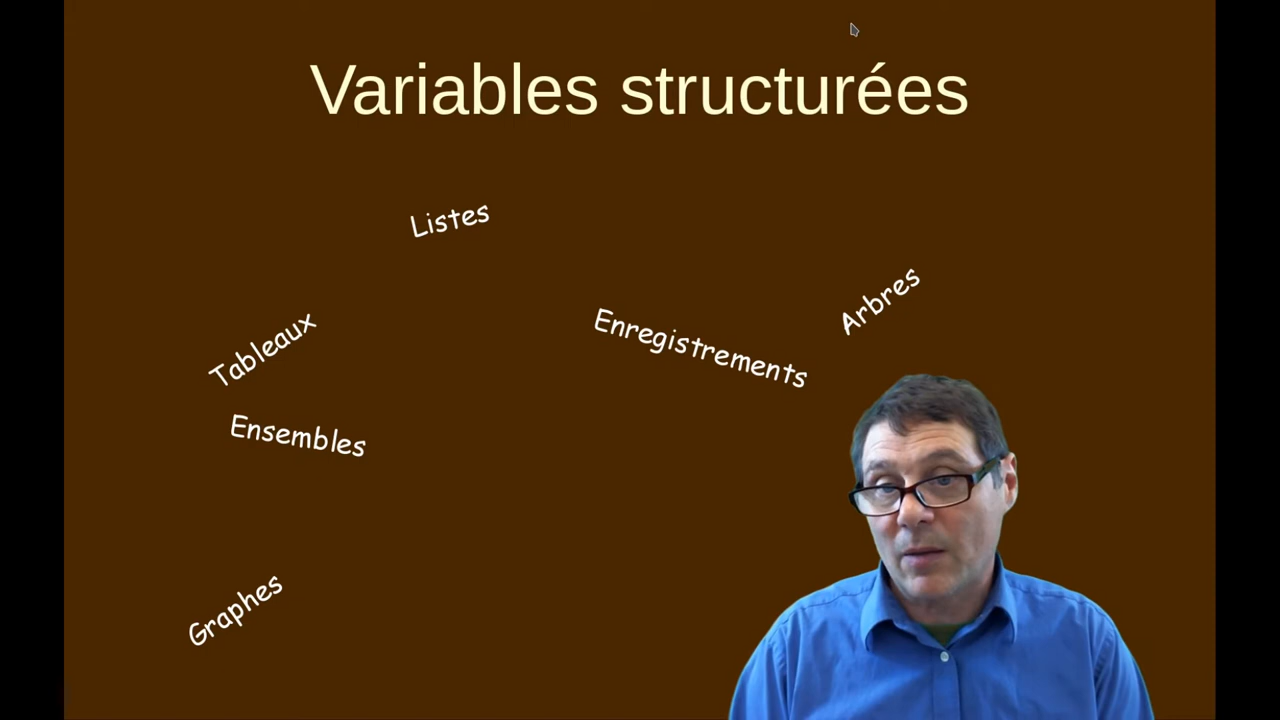 Variables structurées
Listes
Arbres
Enregistrements
Tableaux
Ensembles
Graphes